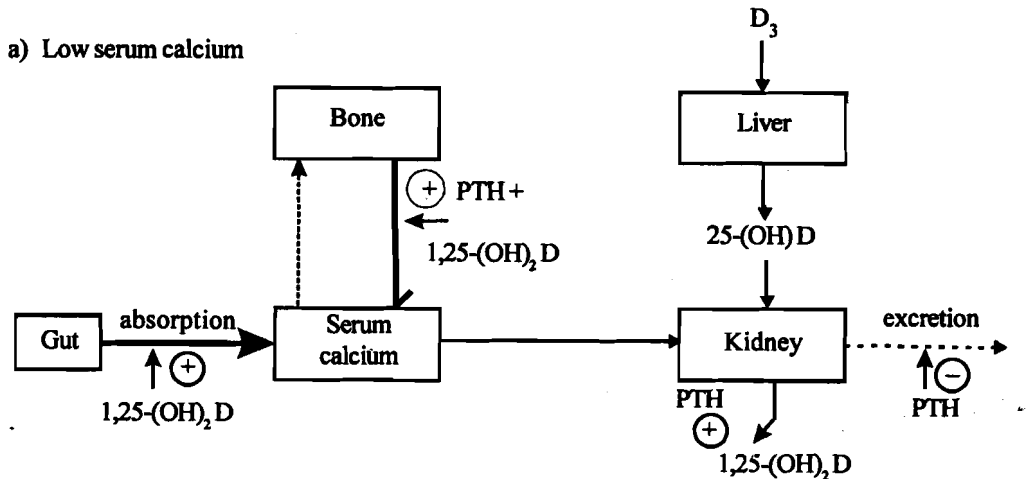 a) Low serum calcium
D₃
Bone
Liver
+ PTH +
1,25-(OH)₂ D
25-(OH) D
Gut
absorption
+
1,25-(OH)₂ D
Serum
calcium
Kidney
excretion
−
PTH
PTH
+
1,25-(OH)₂ D